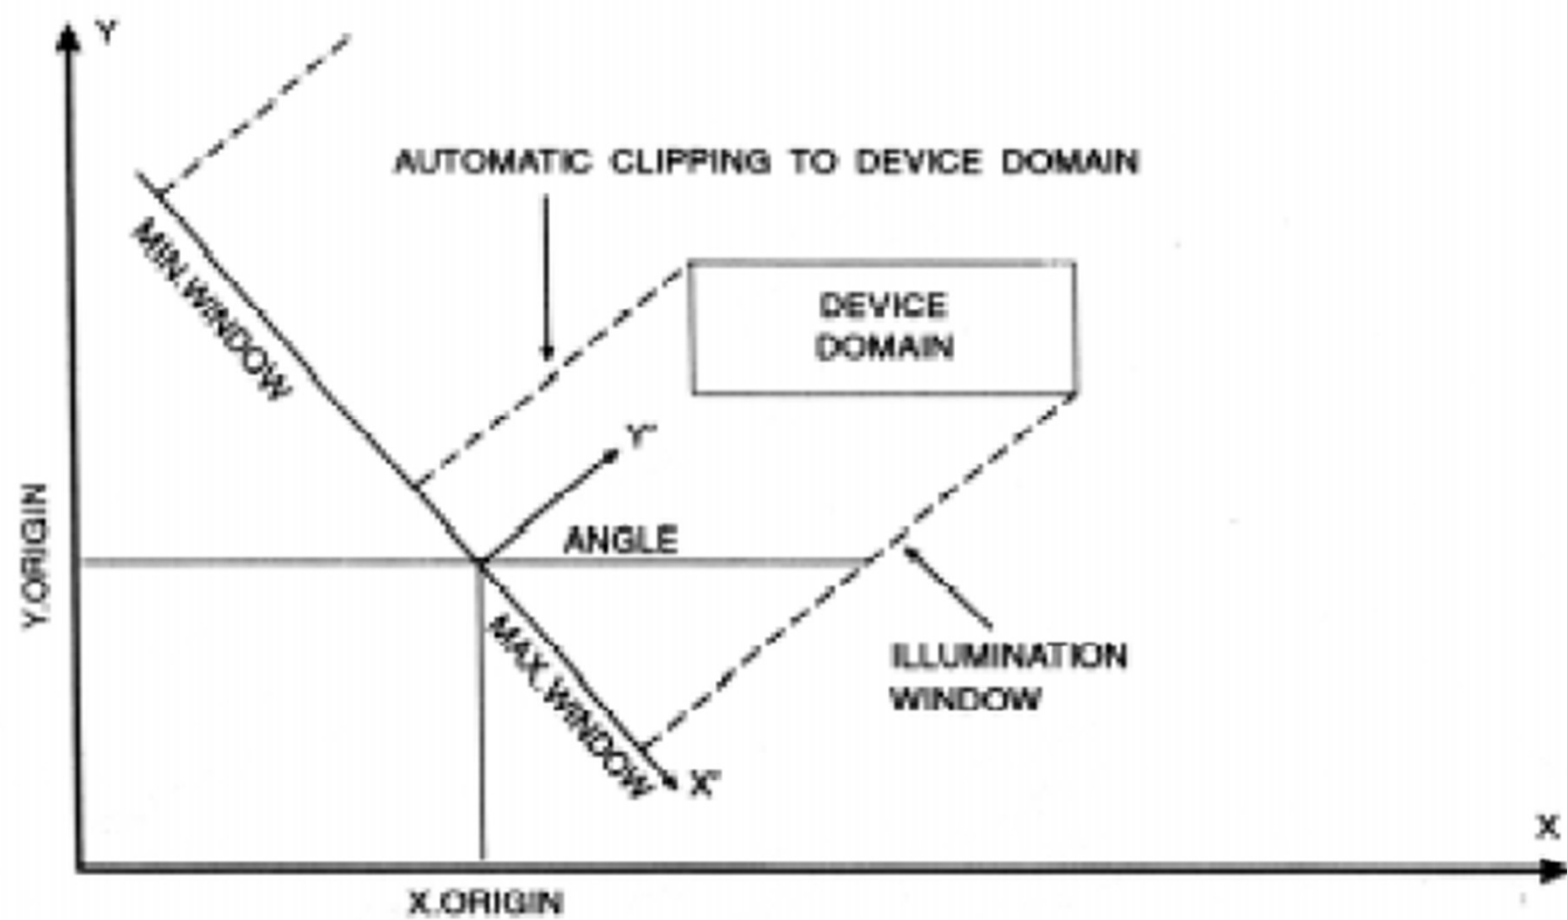 Y
AUTOMATIC CLIPPING TO DEVICE DOMAIN
MIN.WINDOW
DEVICE
DOMAIN
Y'
ANGLE
Y.ORIGIN
MAX.WINDOW
ILLUMINATION
WINDOW
X'
X
X.ORIGIN